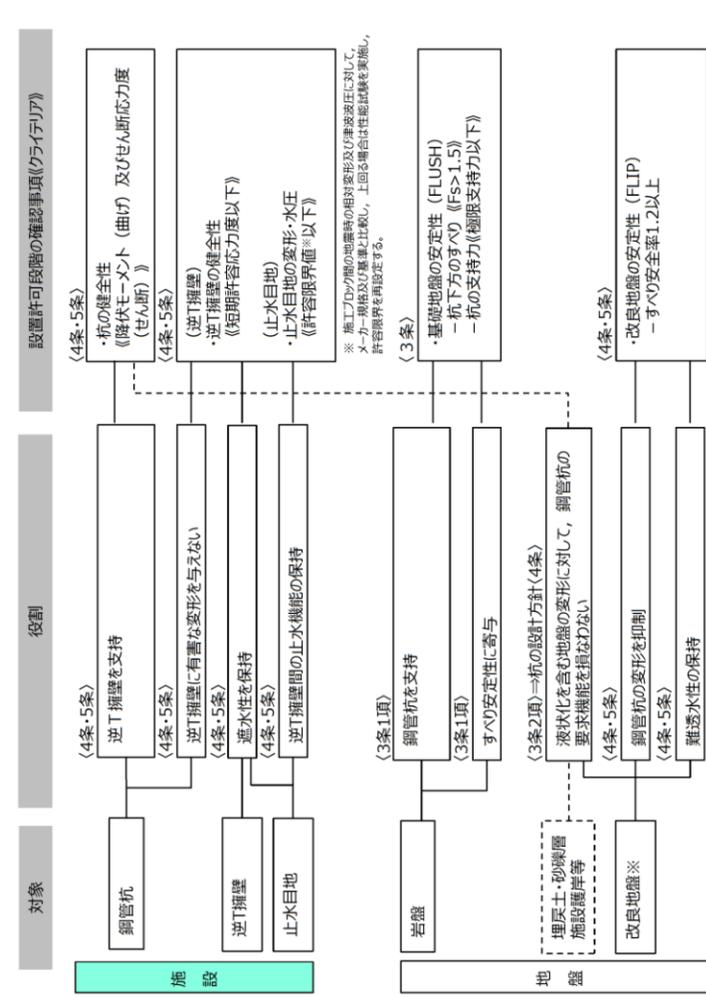 対象
役割
設置許可段階の確認事項《クライテリア》
施設
鋼管杭
〈4条・5条〉
逆T擁壁を支持
〈4条・5条〉
・杭の健全性
《降伏モーメント（曲げ）及びせん断応力度
（せん断）》
〈4条・5条〉
逆T擁壁に有害な変形を与えない
〈4条・5条〉
（逆T擁壁）
・逆T擁壁の健全性
《短期許容応力度以下》
逆T擁壁
〈4条・5条〉
遮水性を保持
止水目地
〈4条・5条〉
逆T擁壁間の止水機能の保持
（止水目地）
・止水目地の変形・水圧
《許容限界値※以下》
※ 施工ブロック間の地震時の相対変形及び津波波圧に対して，
メーカー規格及び基準と比較し，上回る場合は性能試験を実施し，
許容限界を再設定する。
地盤
岩盤
〈3条1項〉
鋼管杭を支持
〈3条1項〉
すべり安定性に寄与
〈３条〉
・基礎地盤の安定性（FLUSH）
－杭下方のすべり《Fs>1.5》
－杭の支持力《極限支持力以下》
埋戻土・砂礫層
施設護岸等
〈3条2項〉⇒杭の設計方針〈4条〉
液状化を含む地盤の変形に対して，鋼管杭の
要求機能を損なわない
改良地盤※
〈4条・5条〉
鋼管杭の変形を抑制
〈4条・5条〉
難透水性の保持
〈4条・5条〉
・改良地盤の安定性（FLIP）
－すべり安全率1.2以上